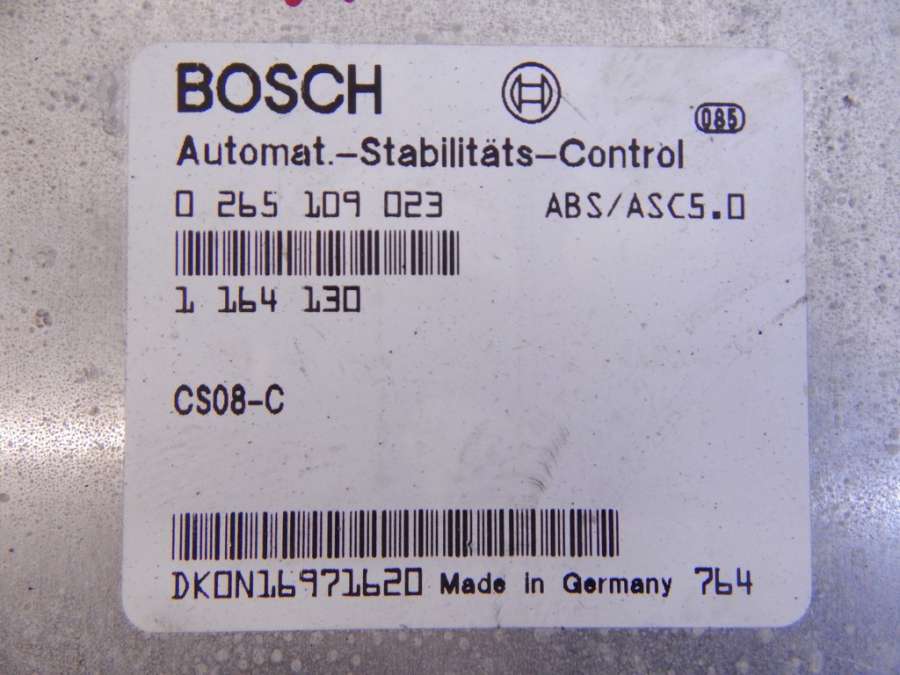 BOSCH
085
Automat.-Stabilitäts-Control
0 265 109 023 ABS/ASC5.0
1 164 130
CS08-C
DK0N16971620 Made in Germany 764